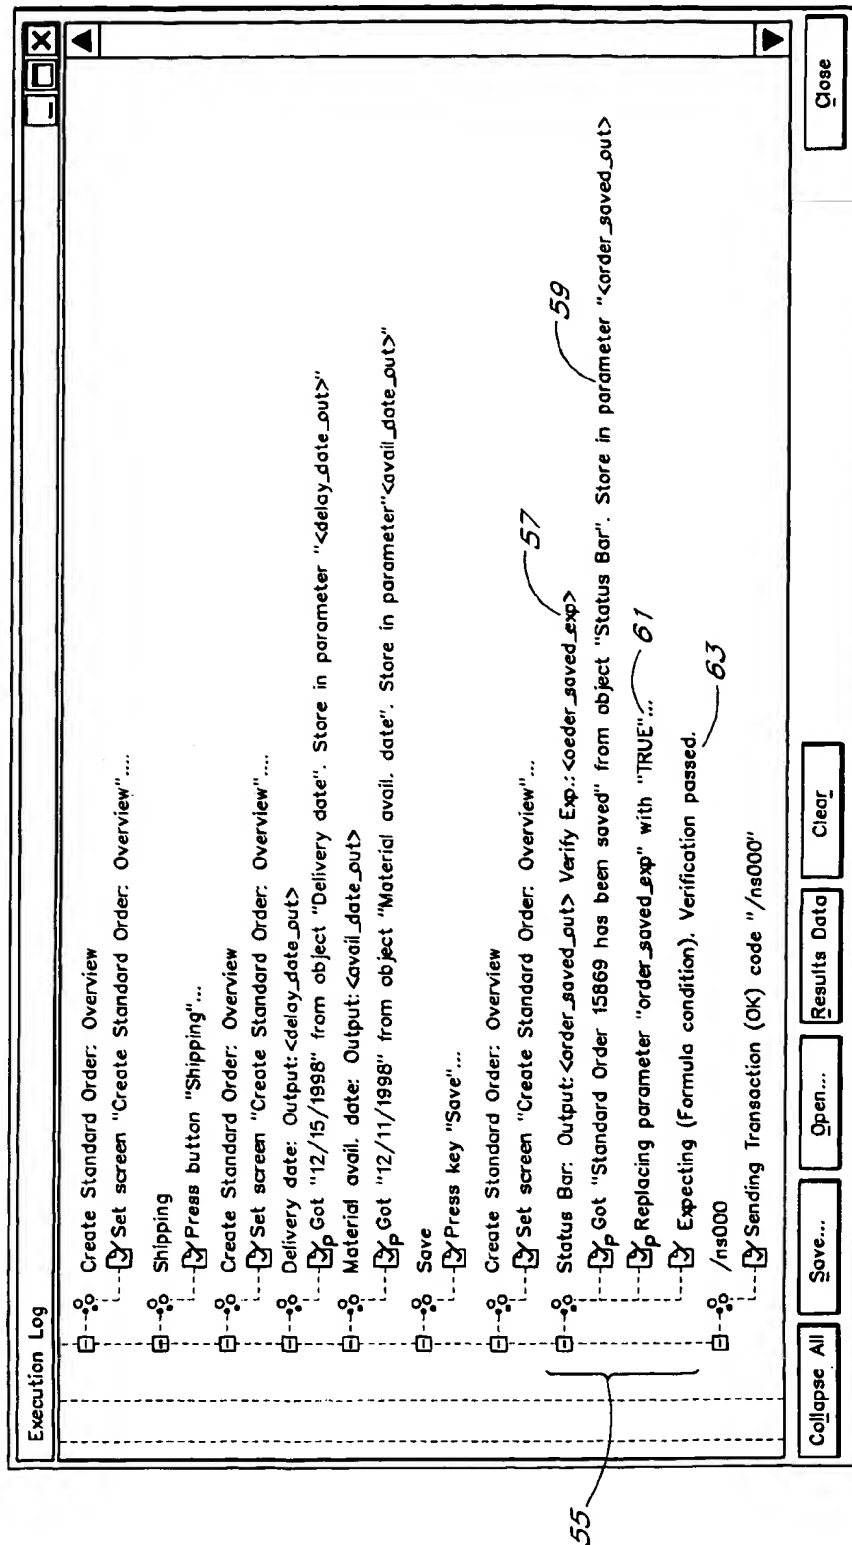 Execution Log
Create Standard Order: Overview
Set screen "Create Standard Order: Overview"....
Shipping
Press button "Shipping"...
Create Standard Order: Overview
Set screen "Create Standard Order: Overview"....
Delivery date: Output:<delay_date_out>
P Got "12/15/1998" from object "Delivery date". Store in parameter "<delay_date_out>"
Material avail. date: Output:<avail_date_out>
P Got "12/11/1998" from object "Material avail. date". Store in parameter"<avail_date_out>"
Save
Press key "Save"...
Create Standard Order: Overview
Set screen "Create Standard Order: Overview"...
57
Status Bar: Output:<order_saved_out> Verify Exp.:<oeder_saved_exp>
59
P Got "Standard Order 15869 has been saved" from object "Status Bar". Store in parameter "<order_saved_out>
P Replacing parameter "order_saved_exp" with "TRUE"... 61
Expecting (Formula condition). Verification passed. 63
/ns000
Sending Transaction (OK) code "/ns000"
55
Collapse All
Save...
Open...
Results Data
Clear
Close